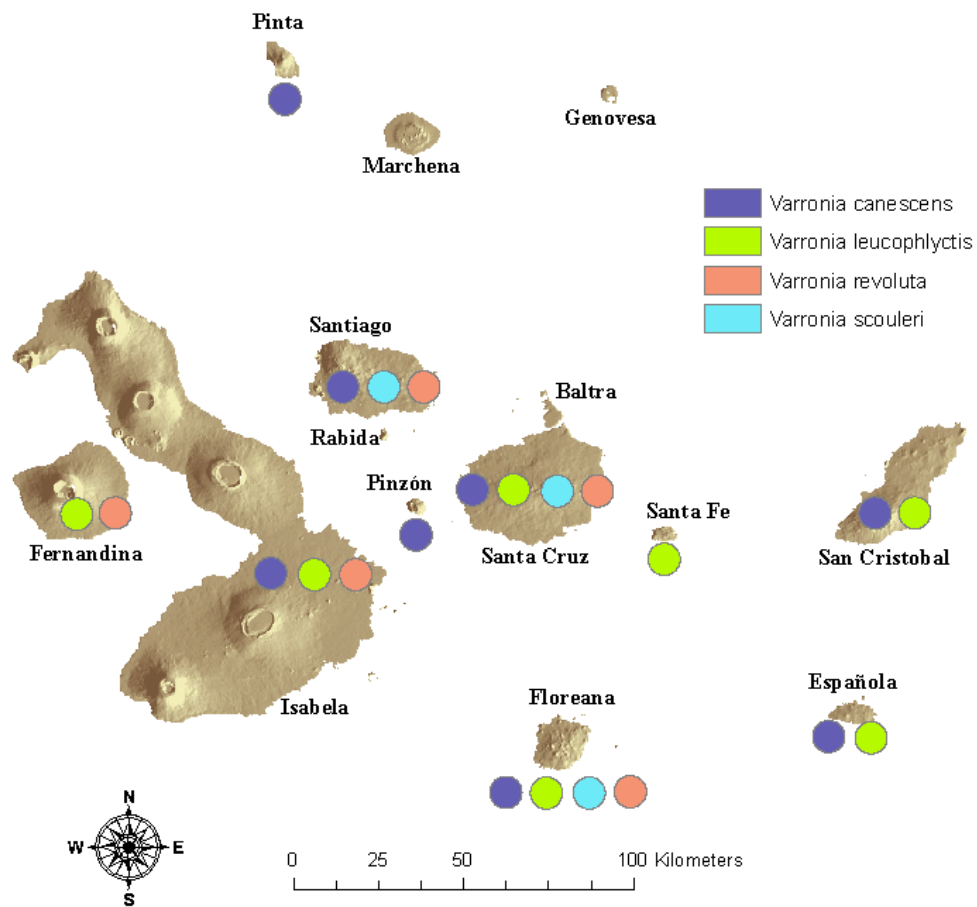 Pinta
Genovesa
Marchena
Varronia canescens
Varronia leucophlyctis
Varronia revoluta
Varronia scouleri
Santiago
Baltra
Rabida
Pinzón
Santa Fe
Fernandina
Santa Cruz
San Cristobal
Isabela
Floreana
Española
N
W
E
S
0 25 50 100 Kilometers